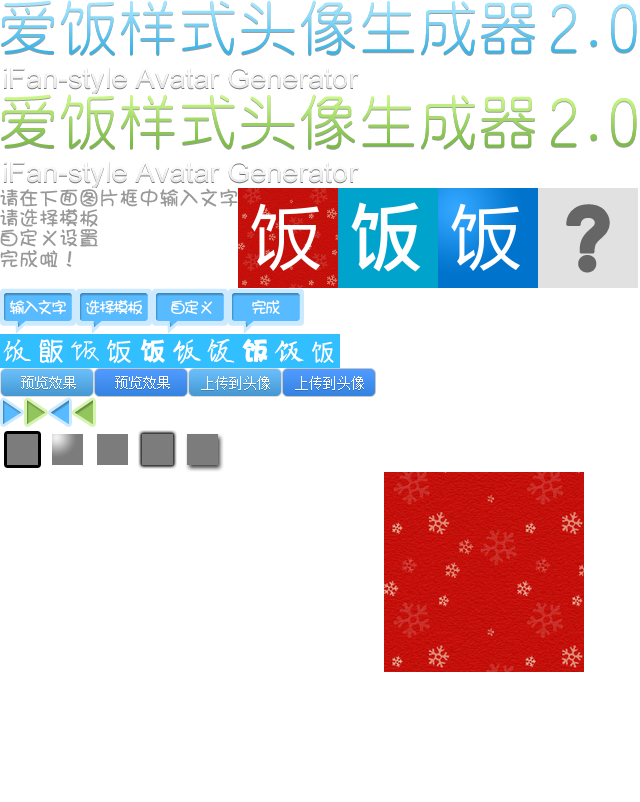 爱饭样式头像生成器2.0
iFan-style Avatar Generator
爱饭样式头像生成器2.0
iFan-style Avatar Generator
请在下面图片框中输入文字
请选择模板
自定义设置
完成啦！
饭 饭 饭 ?
输入文字 选择模板 自定义 完成
饭 飯 饭 饭 饭 饭 饭 饭 饭 饭
预览效果 预览效果 上传到头像 上传到头像